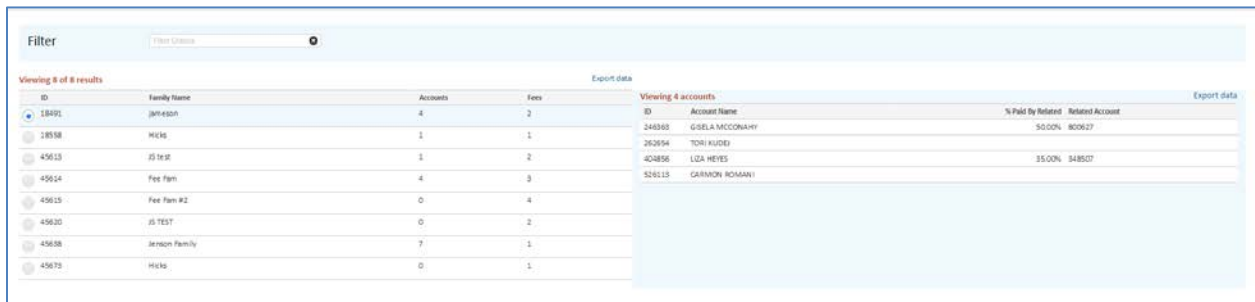 Filter
Filter Criteria
Viewing 8 of 8 results
Export data
ID Family Name Accounts Fees
18491 Jameson 4 2
18558 Hicks 1 1
45613 JS test 1 2
45614 Fee Fam 4 3
45615 Fee Fam #2 0 4
45620 JS TEST 0 2
45638 Jenson Family 7 1
45673 Hicks 0 1
Viewing 4 accounts
Export data
ID Account Name % Paid By Related Related Account
246363 GISELA MCCONAHY 50.00% 800627
262654 TORI KUDEJ
404856 LIZA HEYES 35.00% 348507
526113 CARMON ROMANI